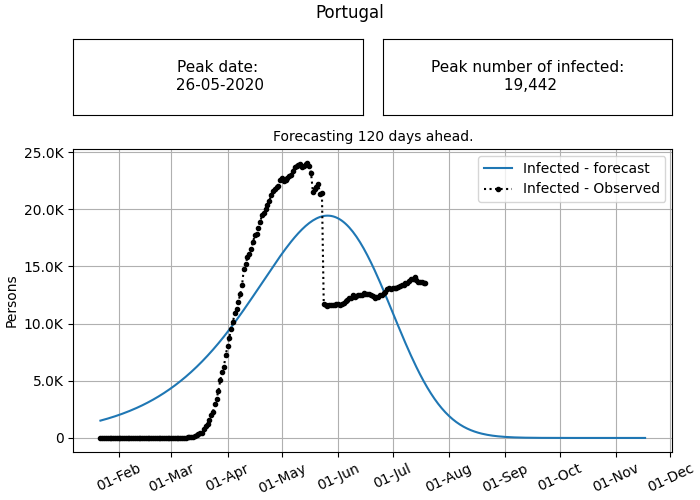 Portugal
Peak date:
26-05-2020
Peak number of infected:
19,442
Forecasting 120 days ahead.
25.0K
20.0K
15.0K
10.0K
5.0K
0
Persons
Infected - forecast
Infected - Observed
01-Feb
01-Mar
01-Apr
01-May
01-Jun
01-Jul
01-Aug
01-Sep
01-Oct
01-Nov
01-Dec